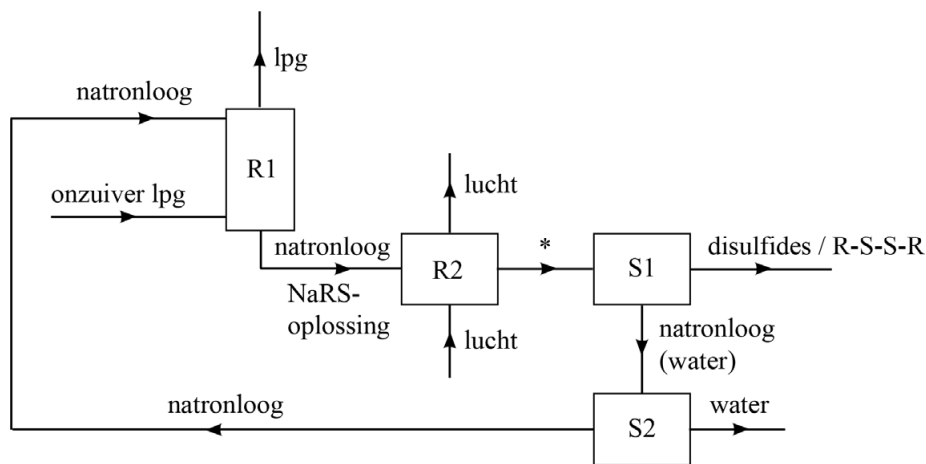 lpg
natronloog
R1
onzuiver lpg
lucht
natronloog
NaRS-
oplossing
R2
*
S1
disulfides / R-S-S-R
lucht
natronloog
(water)
natronloog
S2
water